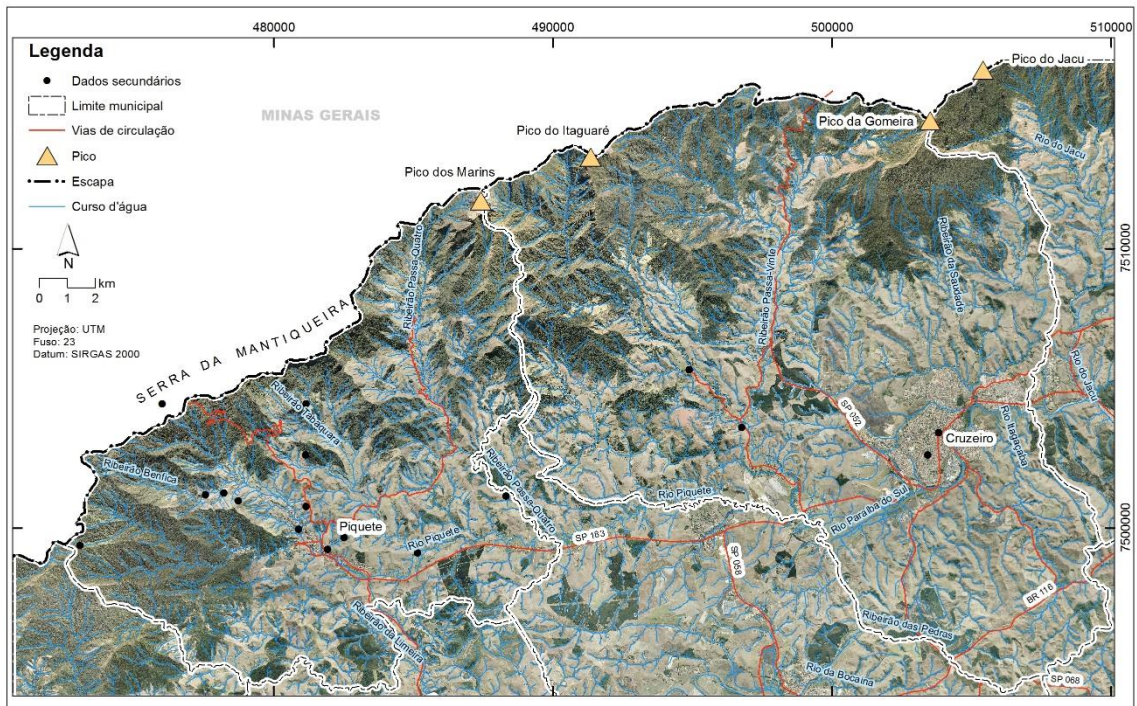 480000
490000
500000
510000
Legenda
Dados secundários
Limite municipal
Vias de circulação
Pico
Escapa
Curso d'água
N
0 1 2 km
Projeção: UTM
Fuso: 23
Datum: SIRGAS 2000
MINAS GERAIS
Pico do Jacu
Pico da Gomeira
Pico do Itaguaré
Pico dos Marins
Rio do Jacu
7510000
Ribeirão Passa-Quatro
Ribeirão Passa-Vinte
Ribeirão da Saudade
SERRA DA MANTIQUEIRA
Ribeirão Tabaquara
Rio do Jacu
SP 052
Cruzeiro
Rio Itagaçaba
Ribeirão Benfica
Ribeirão Passa-Quatro
Rio Piquete
Rio Paraíba do Sul
Piquete
Rio Piquete
SP 183
7500000
SP 058
BR 116
Ribeirão da Limeira
Ribeirão das Pedras
Rio da Bocaina
SP 068